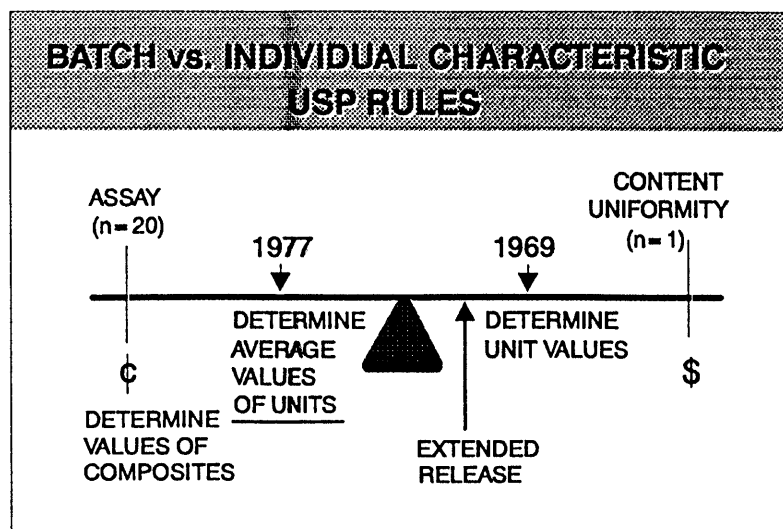 BATCH vs. INDIVIDUAL CHARACTERISTIC
USP RULES
ASSAY
(n=20)
1977
1969
CONTENT
UNIFORMITY
(n=1)
DETERMINE
AVERAGE
VALUES
OF UNITS
DETERMINE
UNIT VALUES
¢
$
DETERMINE
VALUES OF
COMPOSITES
EXTENDED
RELEASE